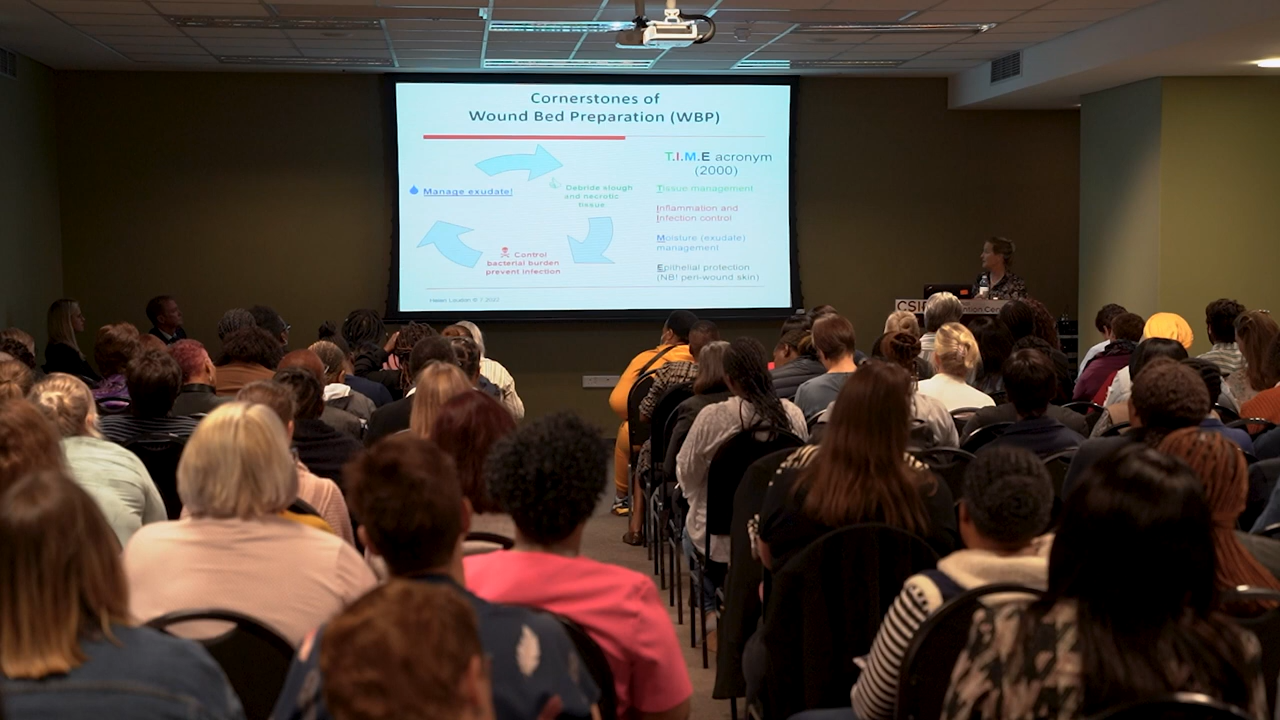 Cornerstones of
Wound Bed Preparation (WBP)
T.I.M.E acronym
(2000)
Manage exudate!
Debride slough
and necrotic
tissue
Control
bacterial burden
prevent infection
Tissue management
Inflammation and
Infection control
Moisture (exudate)
management
Epithelial protection
(NB! peri-wound skin)
CSIR